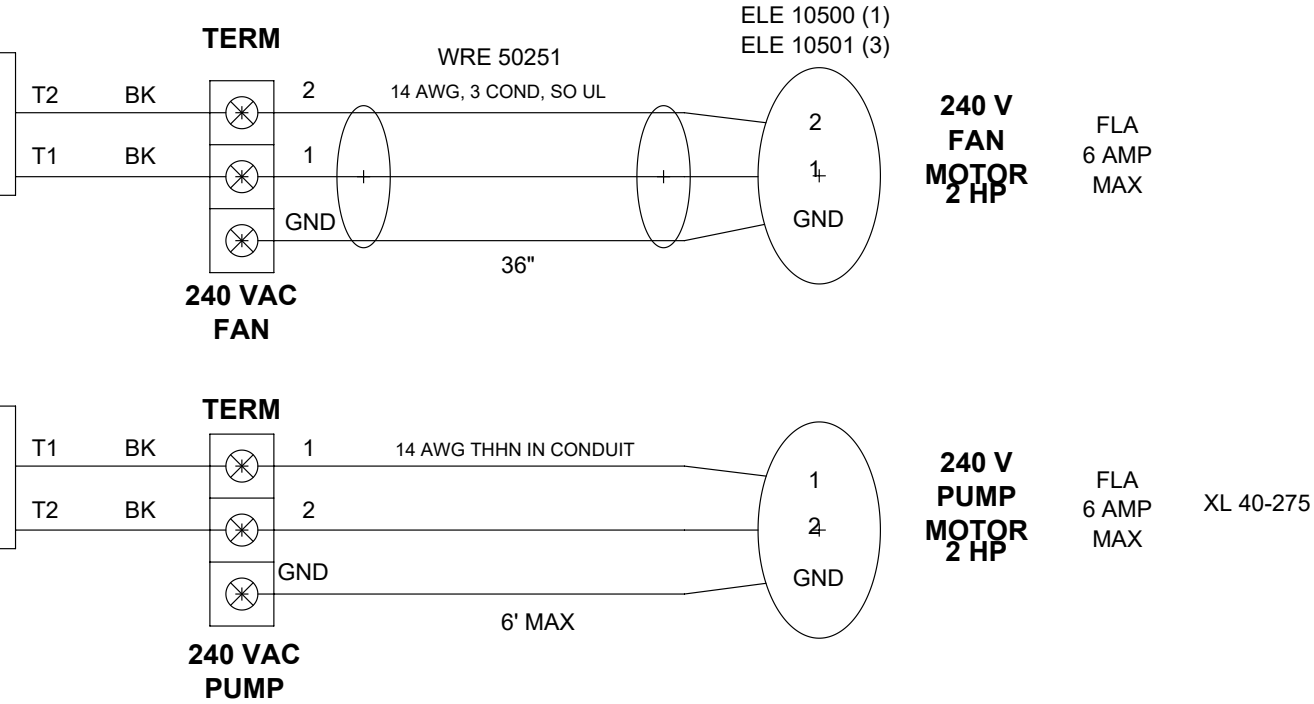 ELE 10500 (1)
ELE 10501 (3)
TERM
WRE 50251
14 AWG, 3 COND, SO UL
T2 BK 2
T1 BK 1
GND
36"
2
1
GND
240 V
FAN
MOTOR
2 HP
FLA
6 AMP
MAX
240 VAC
FAN
TERM
T1 BK 1
14 AWG THHN IN CONDUIT
T2 BK 2
GND
6' MAX
1
2
GND
240 V
PUMP
MOTOR
2 HP
FLA
6 AMP
MAX
XL 40-275
240 VAC
PUMP